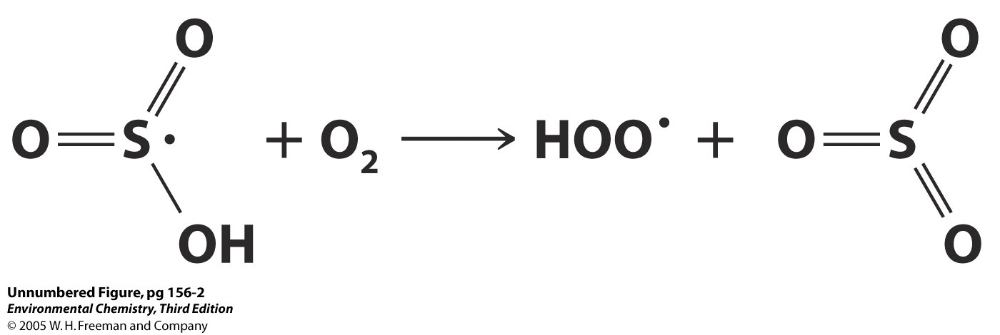 O
O S· + O₂ HOO· + O S
O
OH
O
Unnumbered Figure, pg 156-2
Environmental Chemistry, Third Edition
© 2005 W. H. Freeman and Company